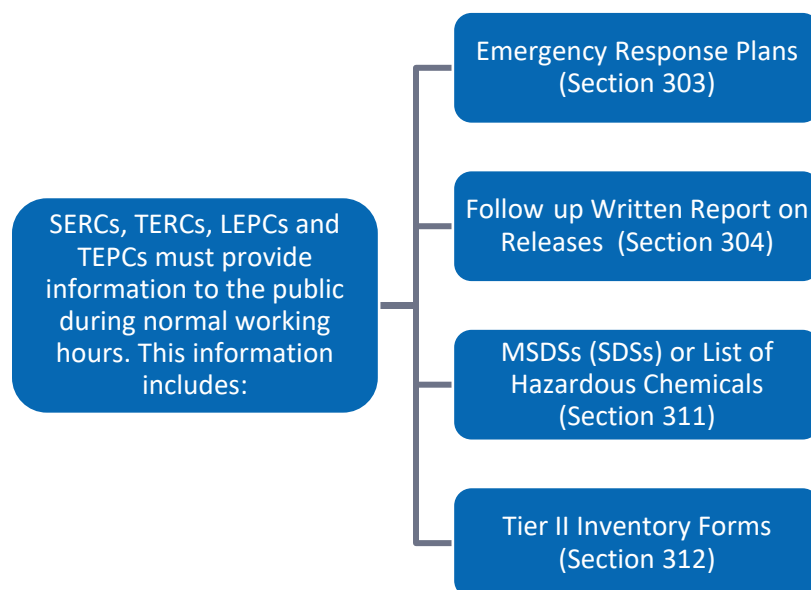 SERCs, TERCs, LEPCs and
TEPCs must provide
information to the public
during normal working
hours. This information
includes:
Emergency Response Plans
(Section 303)
Follow up Written Report on
Releases (Section 304)
MSDSs (SDSs) or List of
Hazardous Chemicals
(Section 311)
Tier II Inventory Forms
(Section 312)